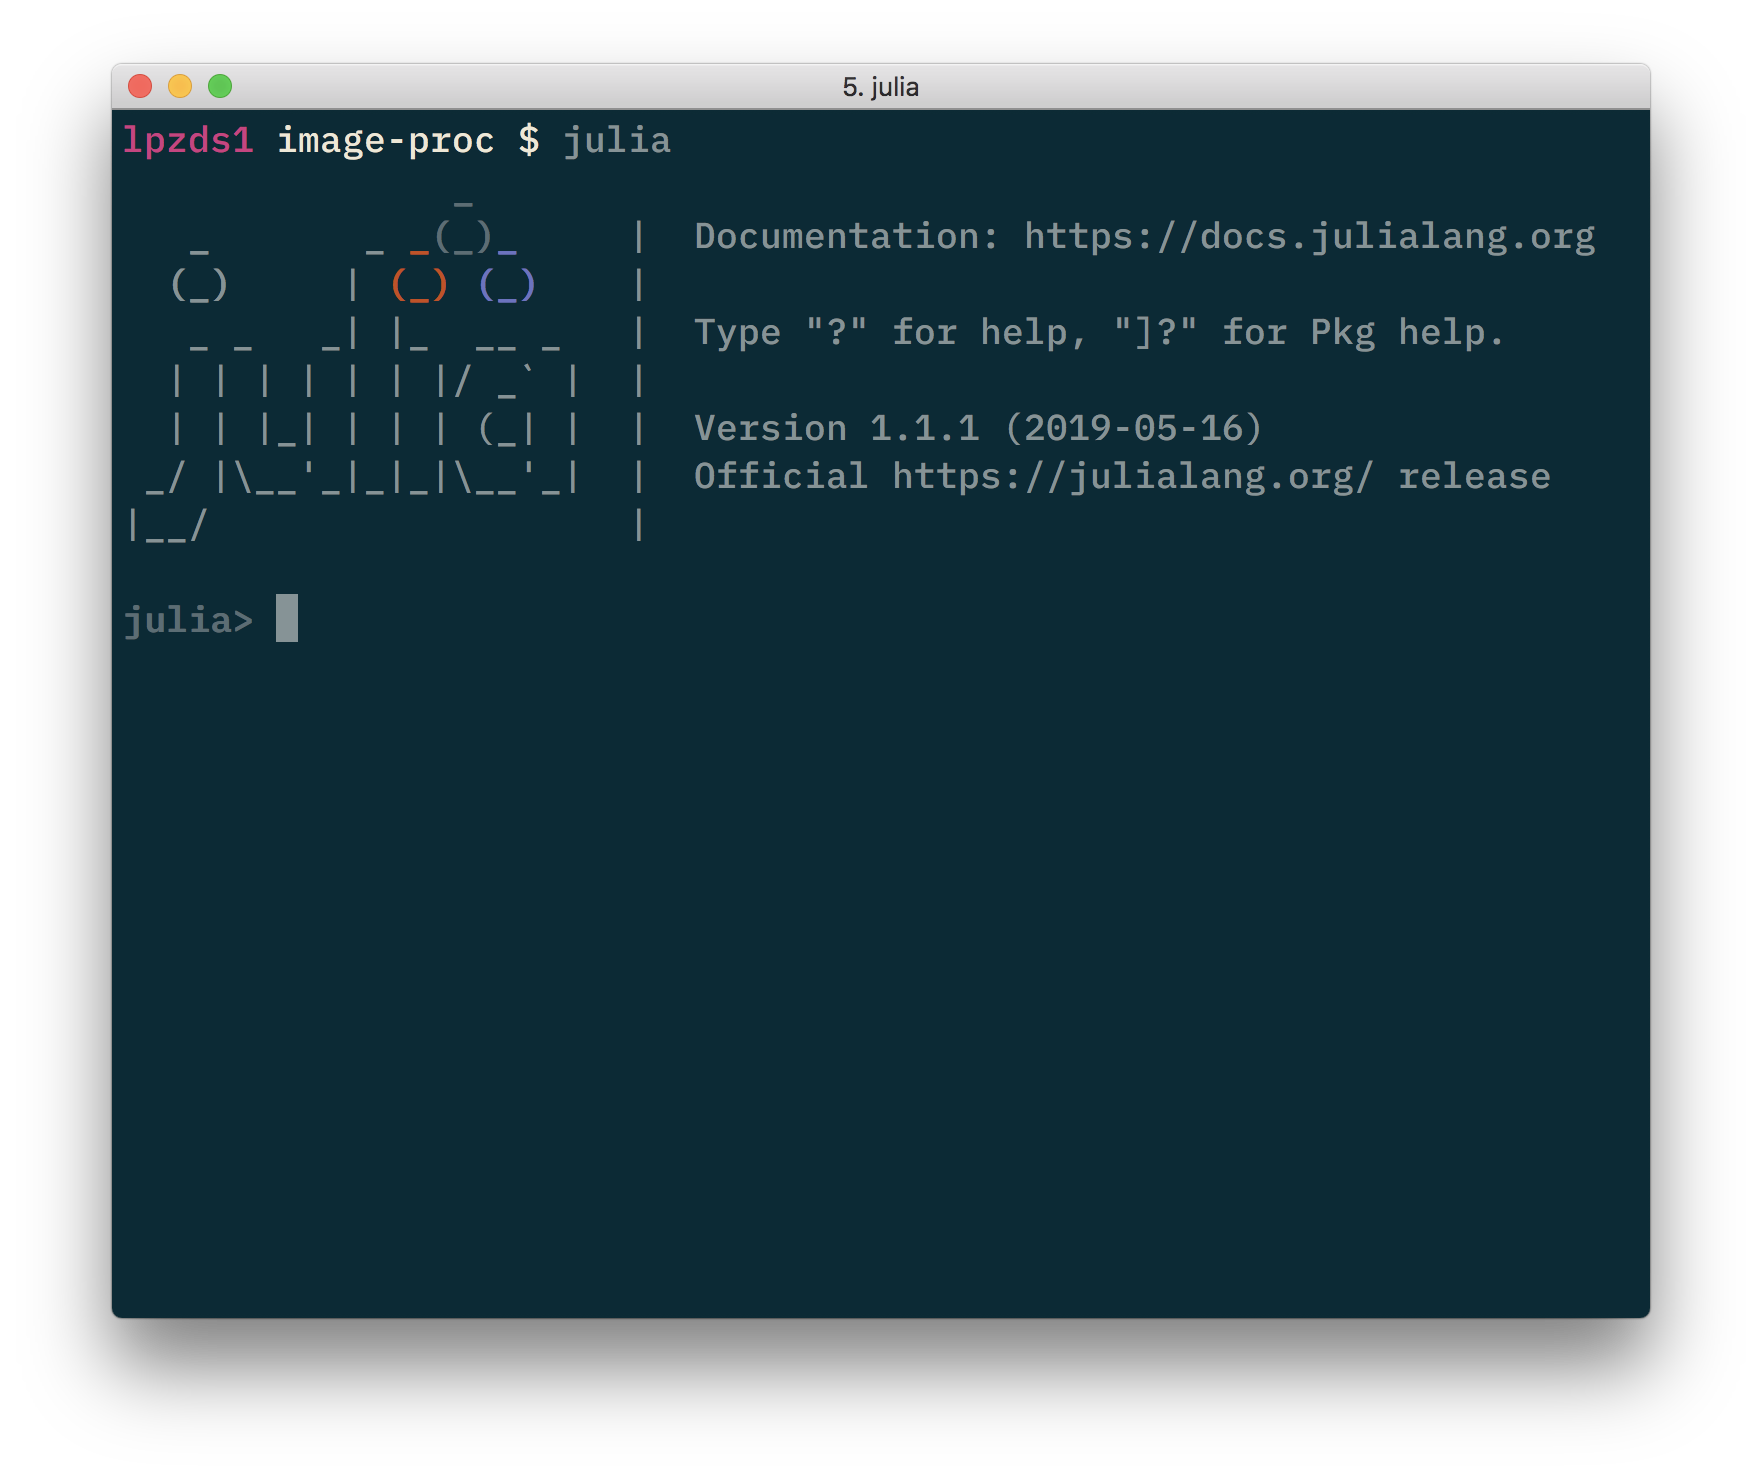 5. julia
lpzds1 image-proc $ julia
               _
   _       _ _(_)_     |  Documentation: https://docs.julialang.org
  (_)     | (_) (_)    |
   _ _   _| |_  __ _   |  Type "?" for help, "]?" for Pkg help.
  | | | | | | |/ _` |  |
  | | |_| | | | (_| |  |  Version 1.1.1 (2019-05-16)
 _/ |\__'_|_|_|\__'_|  |  Official https://julialang.org/ release
|__/                   |
julia>